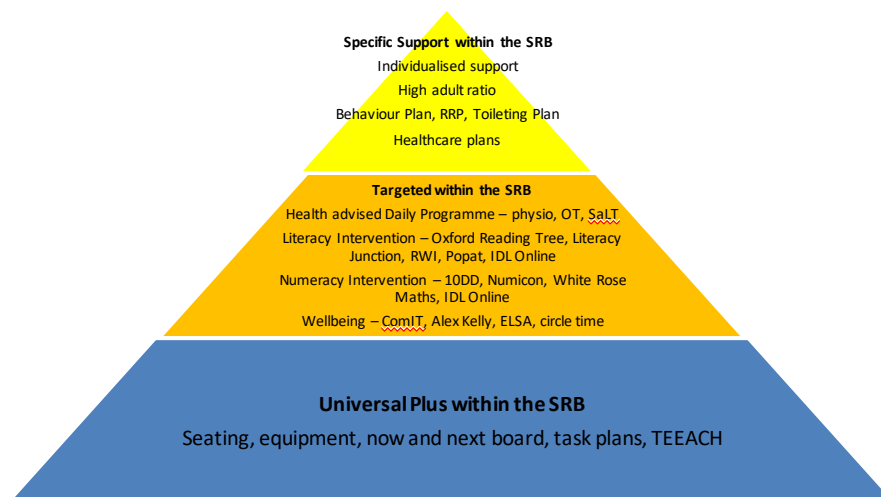 Specific Support within the SRB
Individualised support
High adult ratio
Behaviour Plan, RRP, Toileting Plan
Healthcare plans
Targeted within the SRB
Health advised Daily Programme – physio, OT, SaLT
Literacy Intervention – Oxford Reading Tree, Literacy
Junction, RWI, Popat, IDL Online
Numeracy Intervention – 10DD, Numicon, White Rose
Maths, IDL Online
Wellbeing – ComIT, Alex Kelly, ELSA, circle time
Universal Plus within the SRB
Seating, equipment, now and next board, task plans, TEEACH